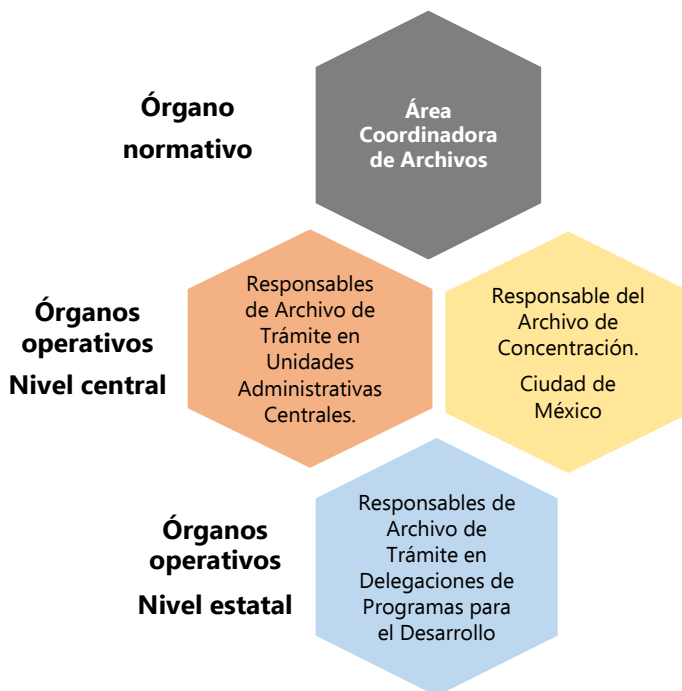 Órgano
normativo
Área
Coordinadora
de Archivos
Órganos
operativos
Nivel central
Responsables
de Archivo de
Trámite en
Unidades
Administrativas
Centrales.
Responsable del
Archivo de
Concentración.
Ciudad de
México
Órganos
operativos
Nivel estatal
Responsables de
Archivo de
Trámite en
Delegaciones de
Programas para
el Desarrollo